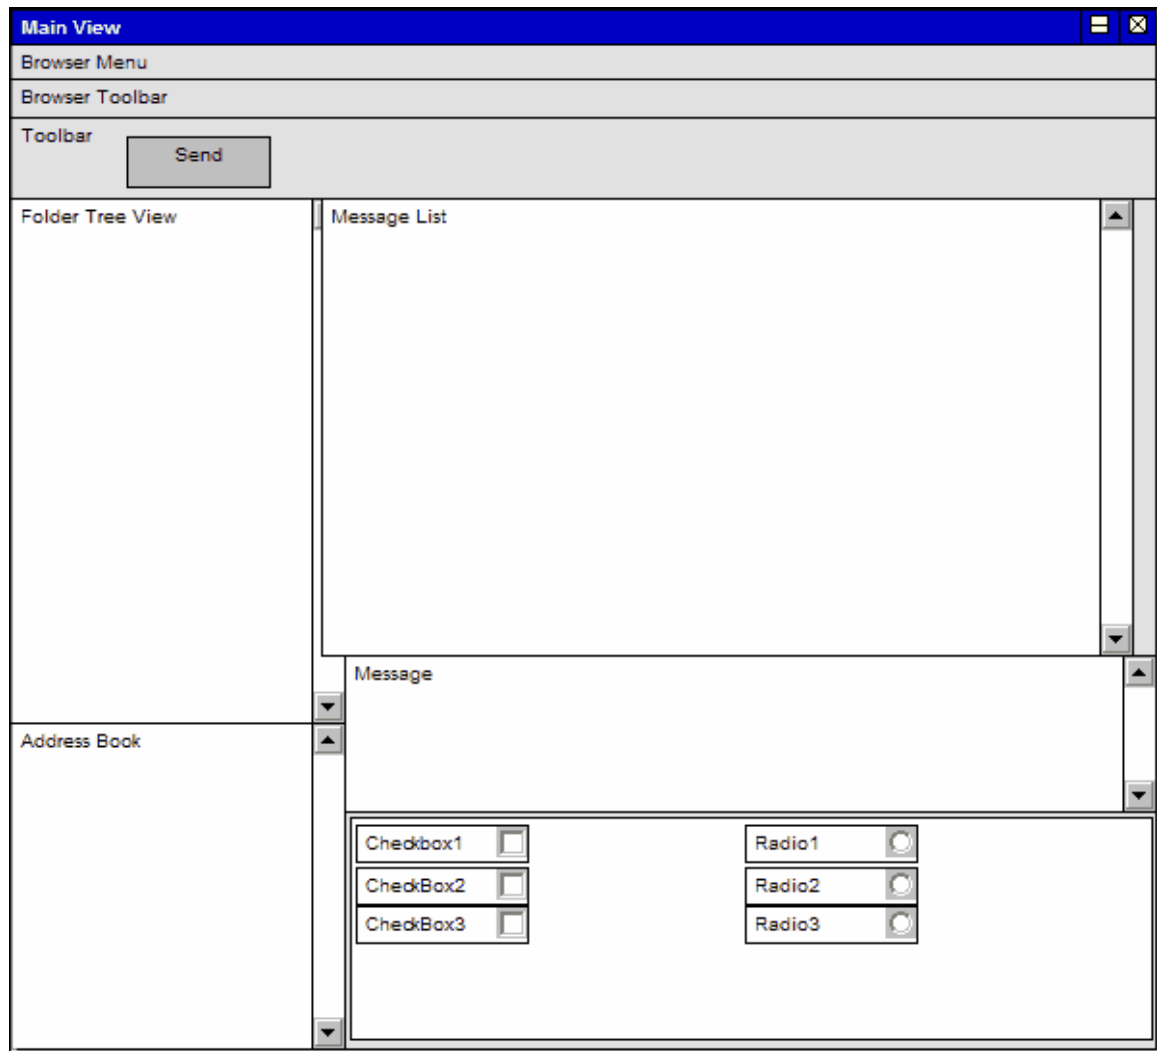 Main View
Browser Menu
Browser Toolbar
Toolbar
Send
Folder Tree View
Message List
Message
Address Book
Checkbox1
Radio1
CheckBox2
Radio2
CheckBox3
Radio3